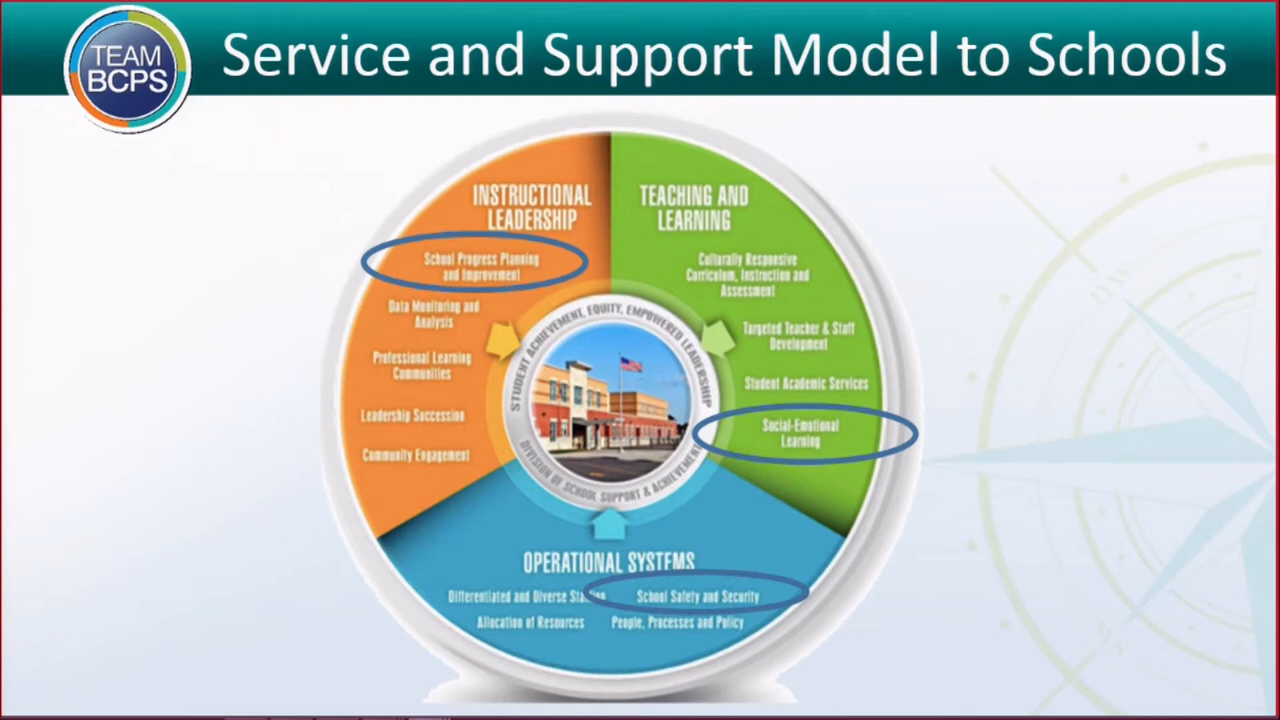 TEAM
BCPS
Service and Support Model to Schools
INSTRUCTIONAL
LEADERSHIP
School Progress Planning
and Improvement
Data Monitoring and
Analysis
Professional Learning
Communities
Leadership Succession
Community Engagement
TEACHING AND
LEARNING
Culturally Responsive
Curriculum, Instruction and
Assessment
Targeted Teacher & Staff
Development
Student Academic Services
Social-Emotional
Learning
STUDENT ACHIEVEMENT, EQUITY, EMPOWERED LEADERSHIP
DIVISION OF SCHOOL SUPPORT & ACHIEVEMENT
OPERATIONAL SYSTEMS
Differentiated and Diverse Staffing
School Safety and Security
Allocation of Resources
People, Processes and Policy